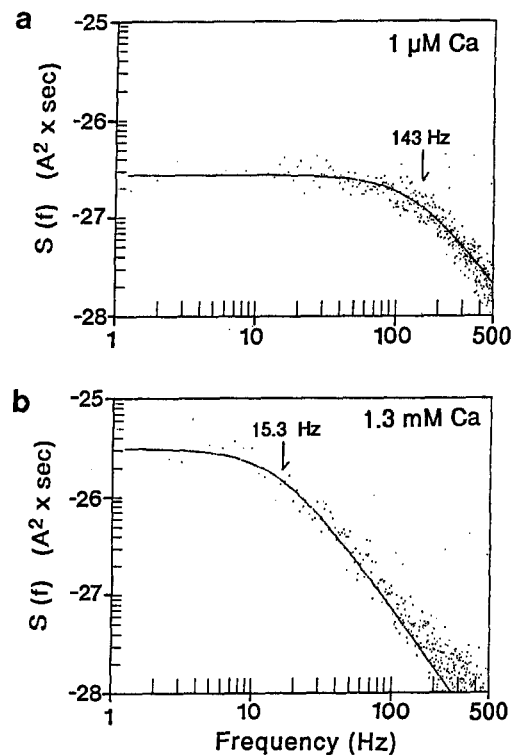 a
1 µM Ca
-25
-26
-27
-28
S (f) (A² x sec)
143 Hz
1
10
100
500
b
1.3 mM Ca
-25
-26
-27
-28
S (f) (A² x sec)
15.3 Hz
1
10
100
500
Frequency (Hz)